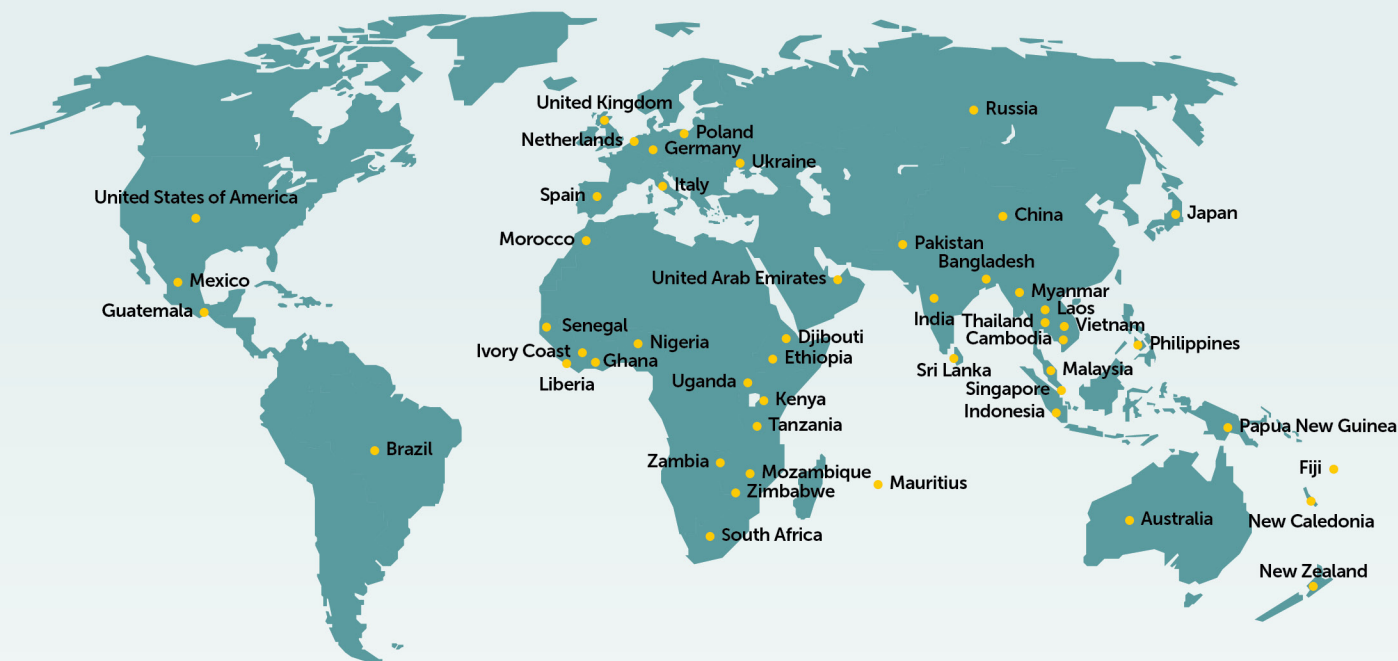 United Kingdom
Russia
Netherlands
Poland
Germany
Ukraine
Italy
Spain
United States of America
China
Japan
Morocco
Pakistan
Bangladesh
United Arab Emirates
Mexico
Myanmar
Guatemala
Laos
India
Thailand
Vietnam
Senegal
Cambodia
Djibouti
Nigeria
Philippines
Ivory Coast
Ethiopia
Ghana
Sri Lanka
Malaysia
Liberia
Uganda
Singapore
Kenya
Indonesia
Tanzania
Papua New Guinea
Brazil
Zambia
Fiji
Mozambique
Mauritius
Zimbabwe
Australia
New Caledonia
South Africa
New Zealand